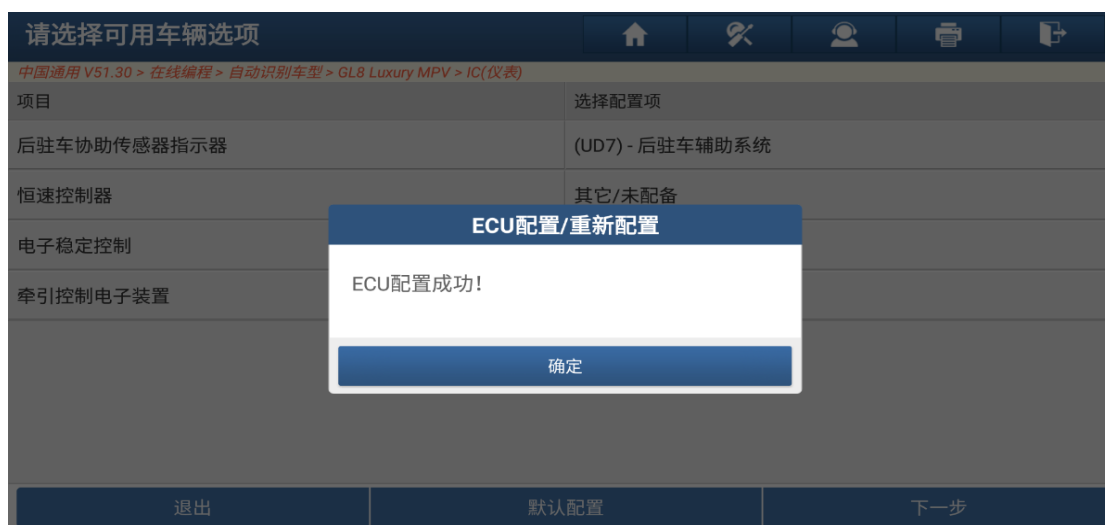 请选择可用车辆选项
中国通用 V51.30 > 在线编程 > 自动识别车型 > GL8 Luxury MPV > IC(仪表)
项目 选择配置项
后驻车协助传感器指示器 (UD7) - 后驻车辅助系统
恒速控制器 其它/未配备
ECU配置/重新配置
电子稳定控制
ECU配置成功！
牵引控制电子装置
确定
退出 默认配置 下一步